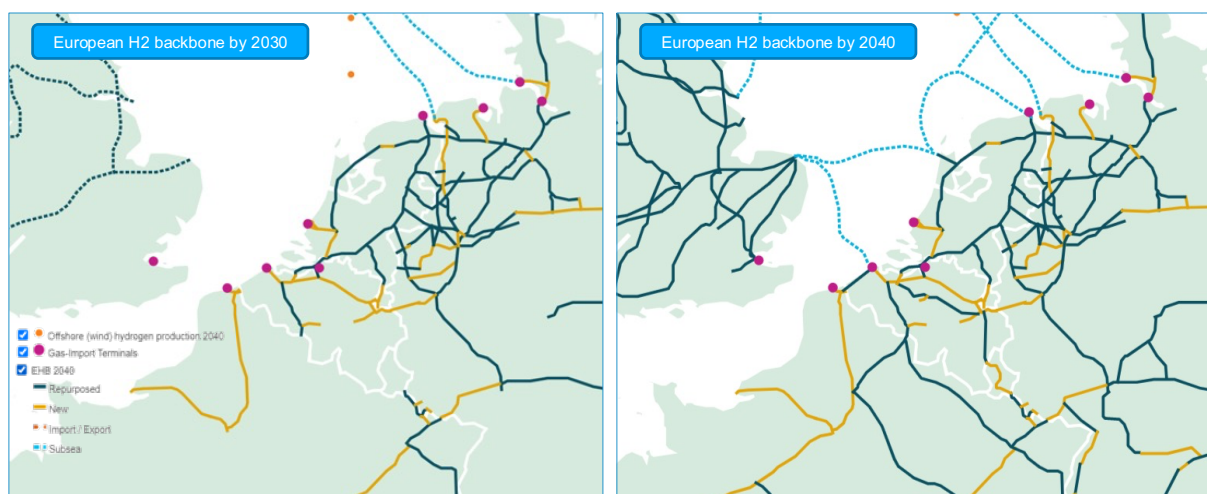 European H2 backbone by 2030
European H2 backbone by 2040
Offshore (wind) hydrogen production 2040
Gas-Import Terminals
EHB 2040
Repurposed
New
Import / Export
Subsea